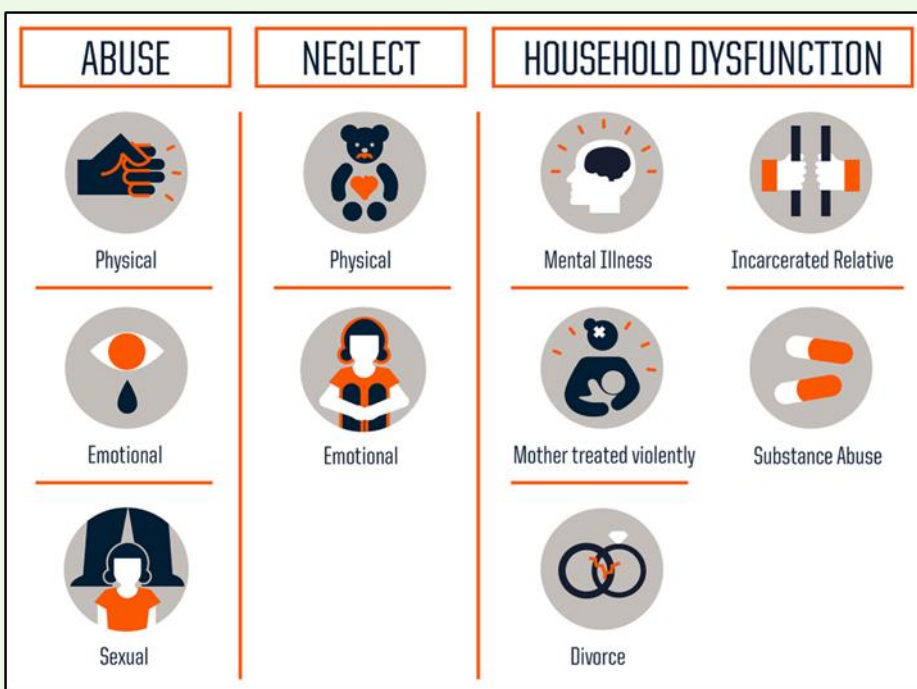 ABUSE
NEGLECT
HOUSEHOLD DYSFUNCTION
Physical
Emotional
Sexual
Physical
Emotional
Mental Illness
Incarcerated Relative
Mother treated violently
Substance Abuse
Divorce